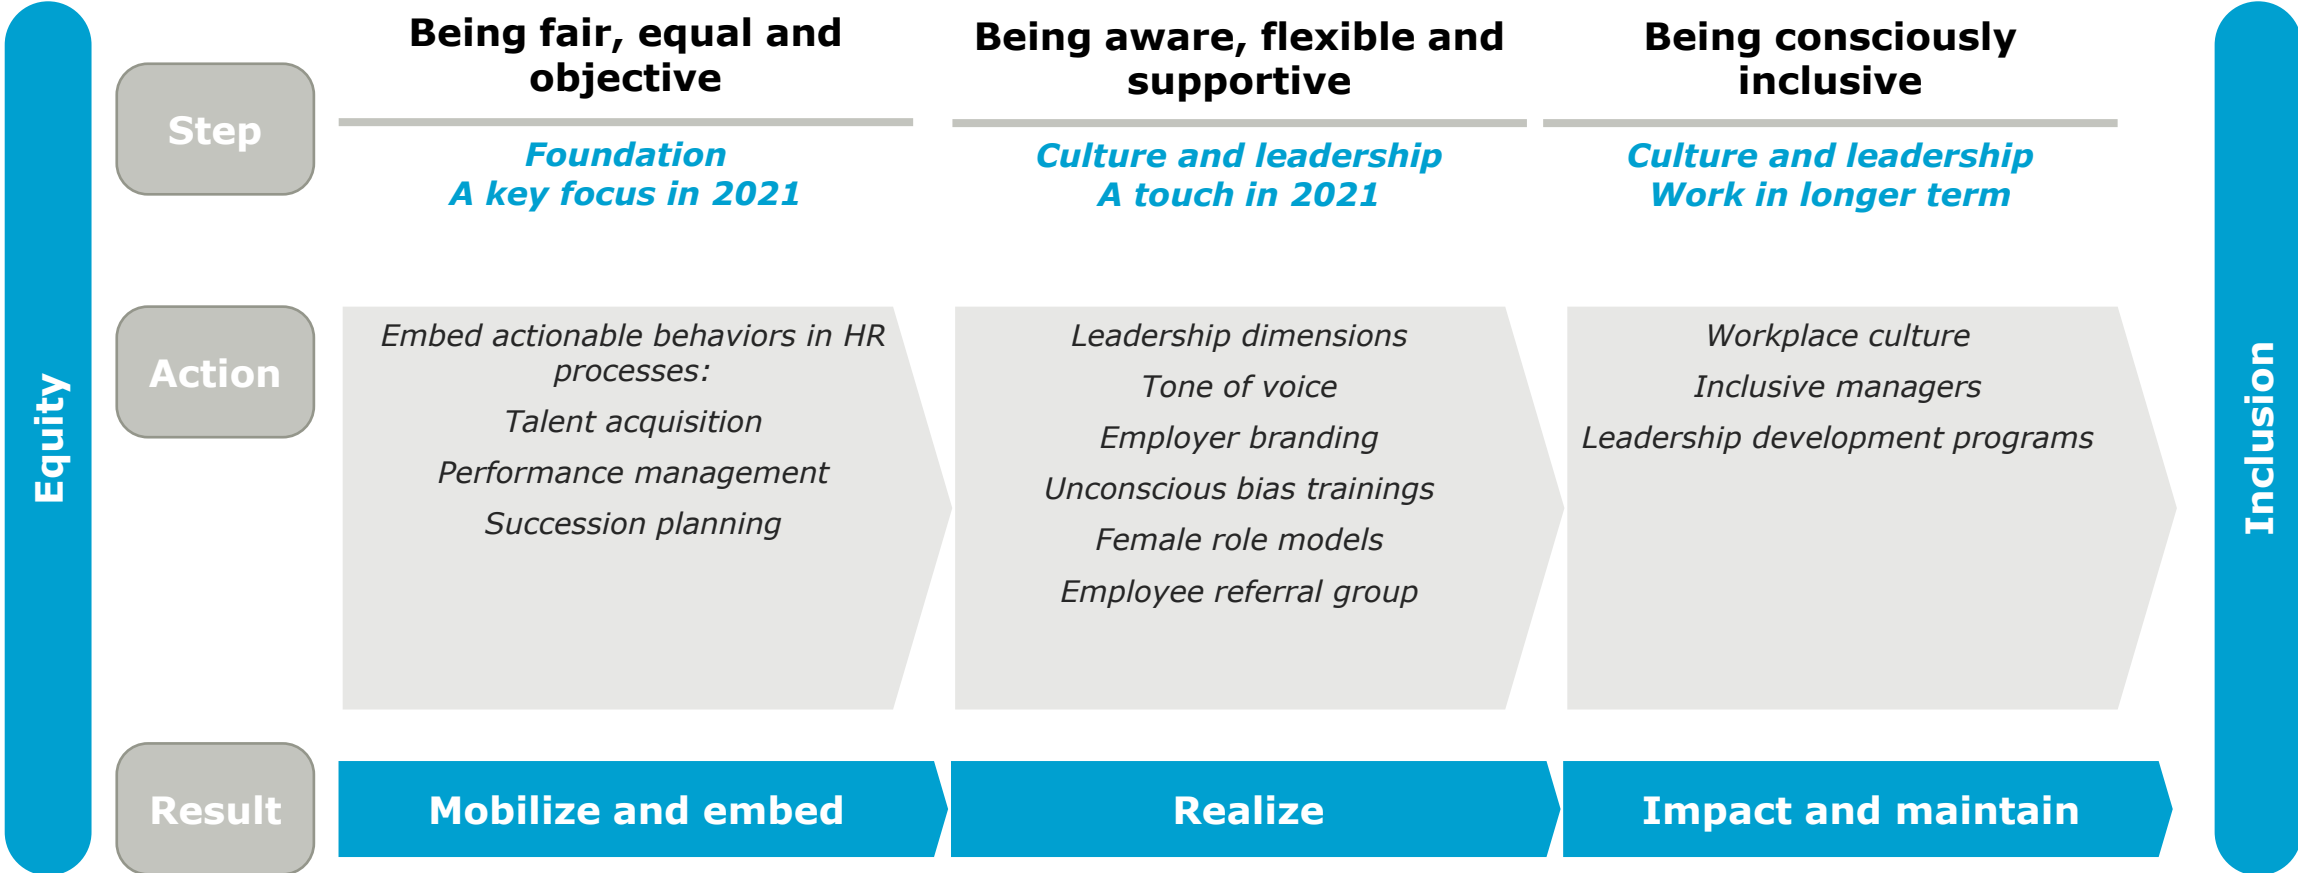 Equity
Step
Being fair, equal and
objective
Foundation
A key focus in 2021
Being aware, flexible and
supportive
Culture and leadership
A touch in 2021
Being consciously
inclusive
Culture and leadership
Work in longer term
Action
Embed actionable behaviors in HR
processes:
Talent acquisition
Performance management
Succession planning
Leadership dimensions
Tone of voice
Employer branding
Unconscious bias trainings
Female role models
Employee referral group
Workplace culture
Inclusive managers
Leadership development programs
Result
Mobilize and embed
Realize
Impact and maintain
Inclusion